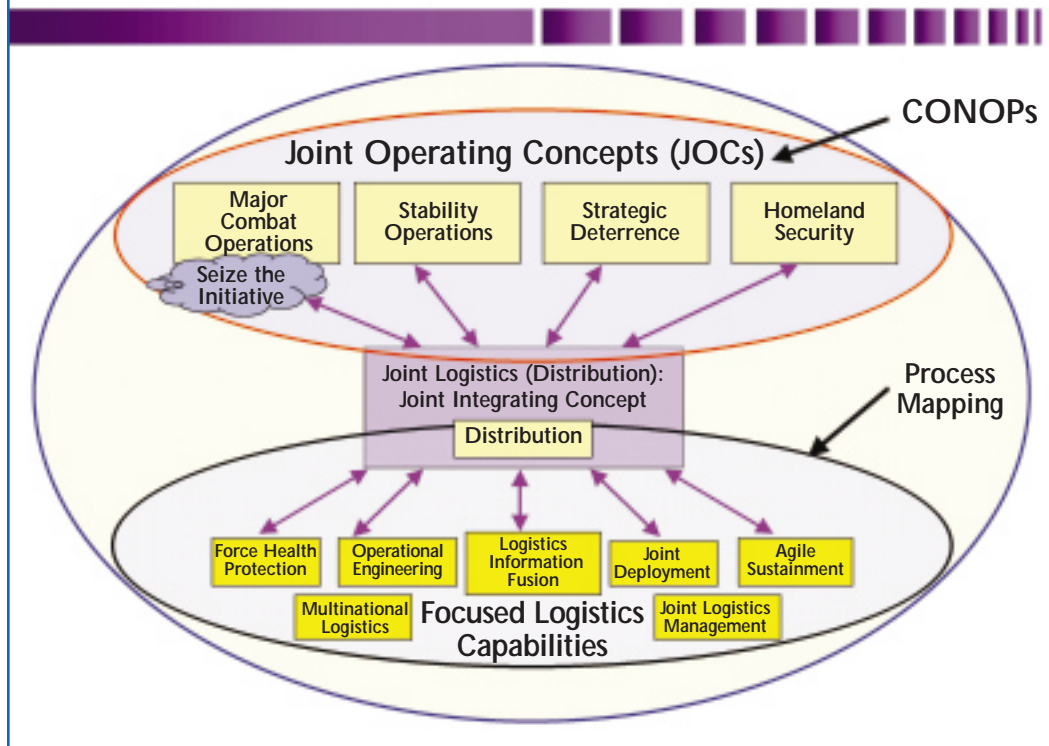 CONOPs
Joint Operating Concepts (JOCs)
Major
Combat
Operations
Stability
Operations
Strategic
Deterrence
Homeland
Security
Seize the
Initiative
Joint Logistics (Distribution):
Joint Integrating Concept
Distribution
Process
Mapping
Force Health
Protection
Operational
Engineering
Logistics
Information
Fusion
Joint
Deployment
Agile
Sustainment
Multinational
Logistics
Focused Logistics
Capabilities
Joint Logistics
Management